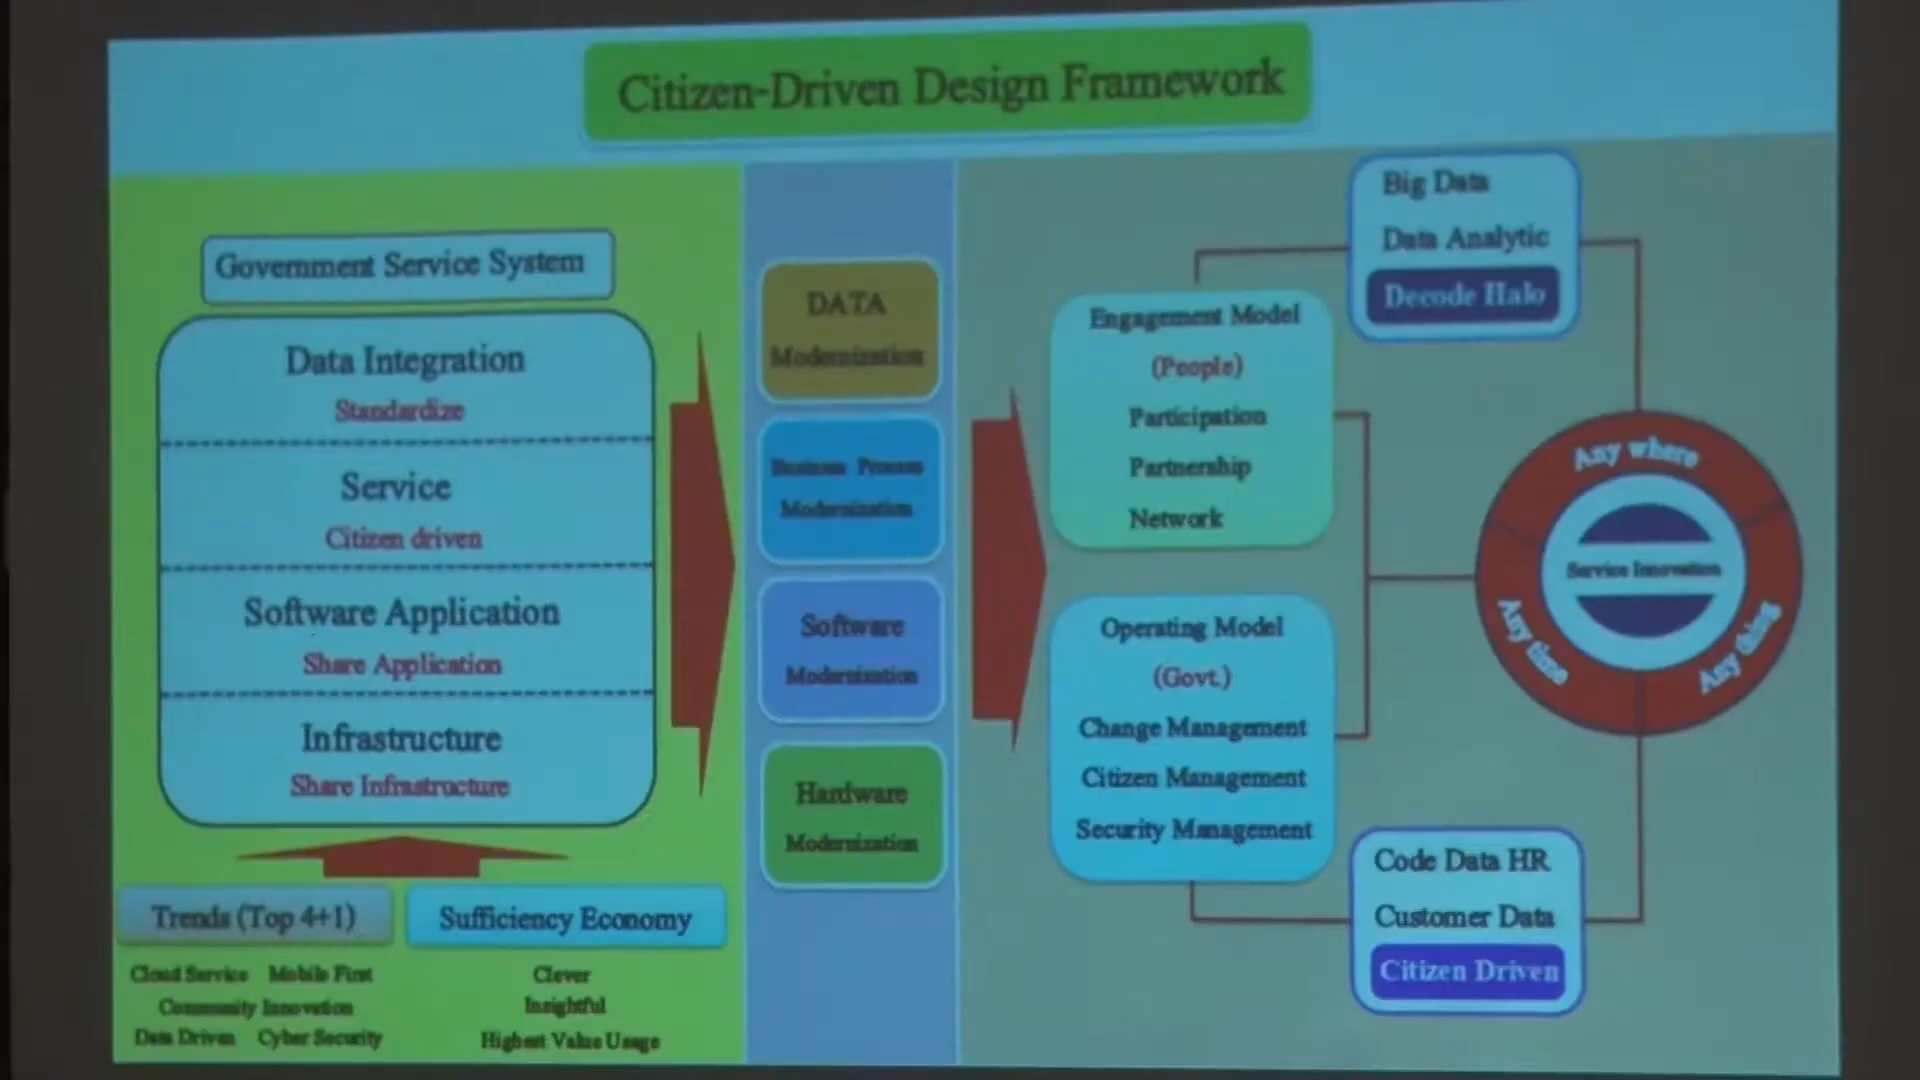 Citizen-Driven Design Framework
Government Service System
Data Integration
Standardize
Service
Citizen driven
Software Application
Share Application
Infrastructure
Share Infrastructure
Trends (Top 4+1)
Cloud Service Mobile First
Community Innovation
Data Driven Cyber Security
Sufficiency Economy
Clever
Insightful
Highest Value Usage
DATA
Modernization
Business Process
Modernization
Software
Modernization
Hardware
Modernization
Engagement Model
(People)
Participation
Partnership
Network
Operating Model
(Govt.)
Change Management
Citizen Management
Security Management
Big Data
Data Analytic
Decode Halo
Any where
Any time
Any thing
Service Innovation
Code Data HR
Customer Data
Citizen Driven